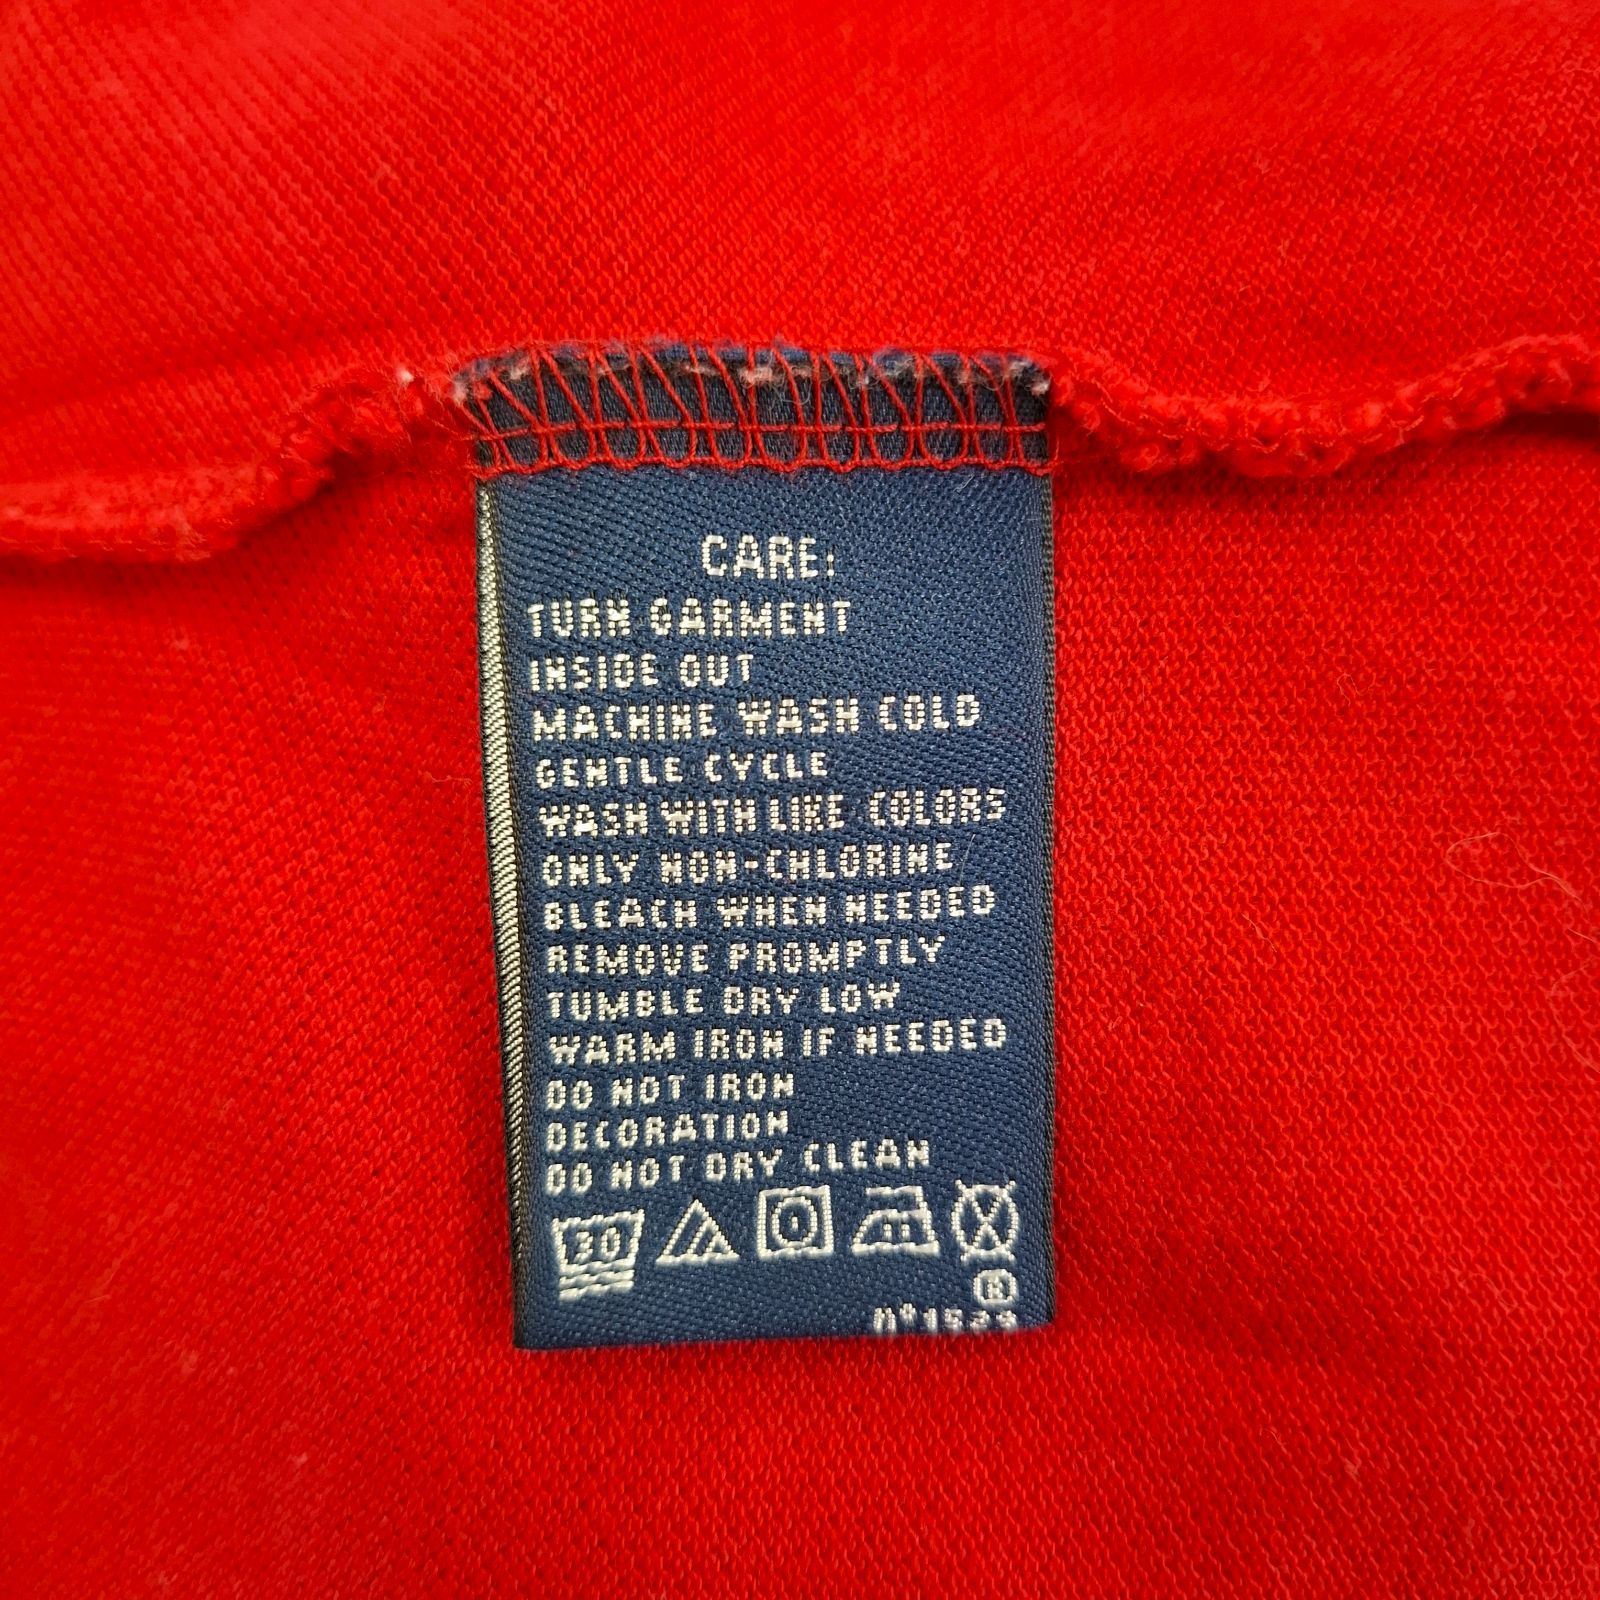 CARE:
TURN GARMENT
INSIDE OUT
MACHINE WASH COLD
GENTLE CYCLE
WASH WITH LIKE COLORS
ONLY NON-CHLORINE
BLEACH WHEN NEEDED
REMOVE PROMPTLY
TUMBLE DRY LOW
WARM IRON IF NEEDED
DO NOT IRON
DECORATION
DO NOT DRY CLEAN
30